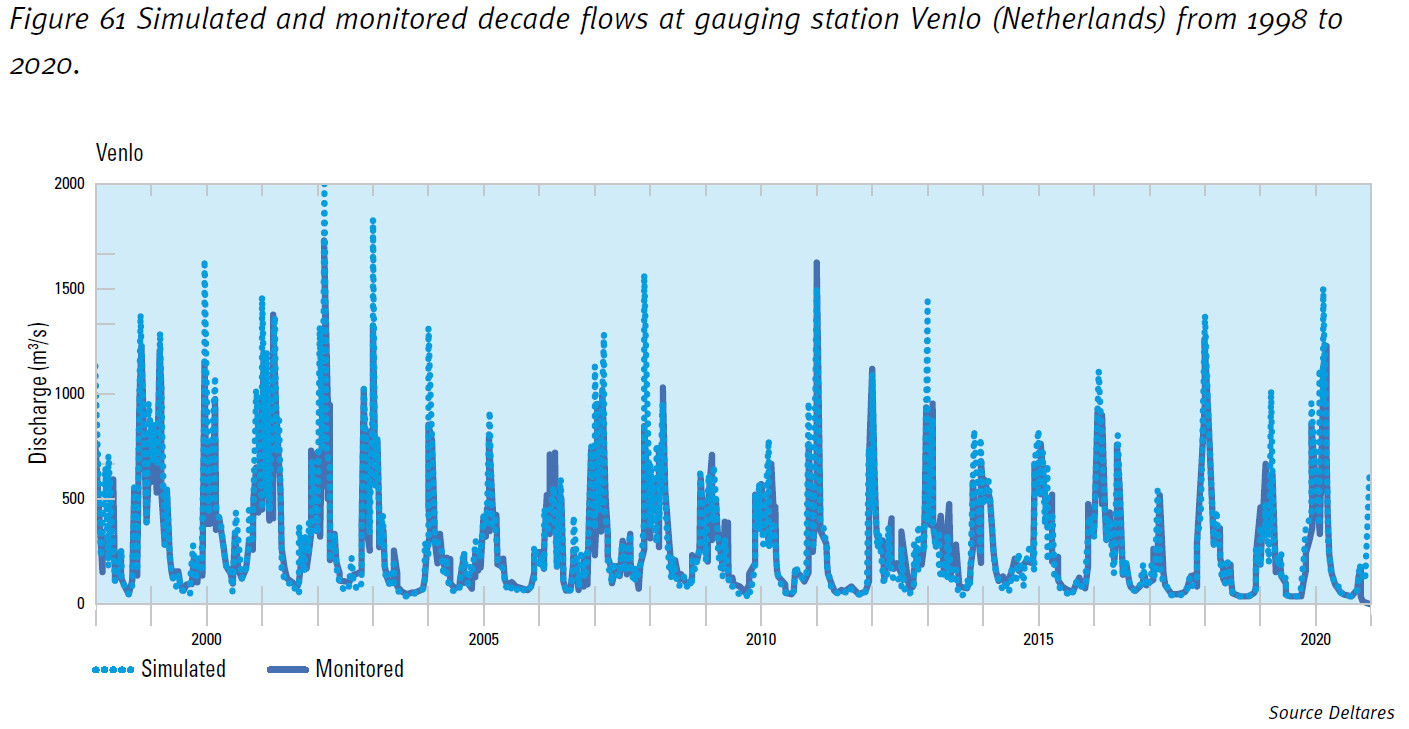 Figure 61 Simulated and monitored decade flows at gauging station Venlo (Netherlands) from 1998 to
2020.
Venlo
2000
1500
1000
500
0
Discharge (m³/s)
2000 2005 2010 2015 2020
Simulated Monitored
Source Deltares